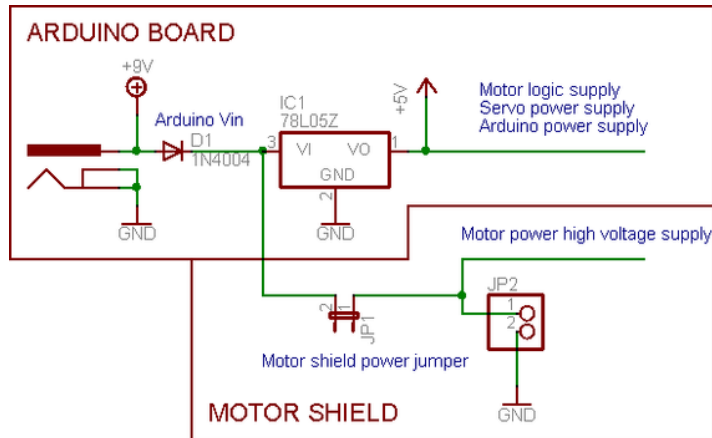 ARDUINO BOARD
+9V
Arduino Vin
D1
1N4004
IC1
78L05Z
3
VI
VO
1
GND
2
GND
GND
+5V
Motor logic supply
Servo power supply
Arduino power supply
Motor power high voltage supply
JP2
1
2
2
1
JP1
Motor shield power jumper
GND
MOTOR SHIELD